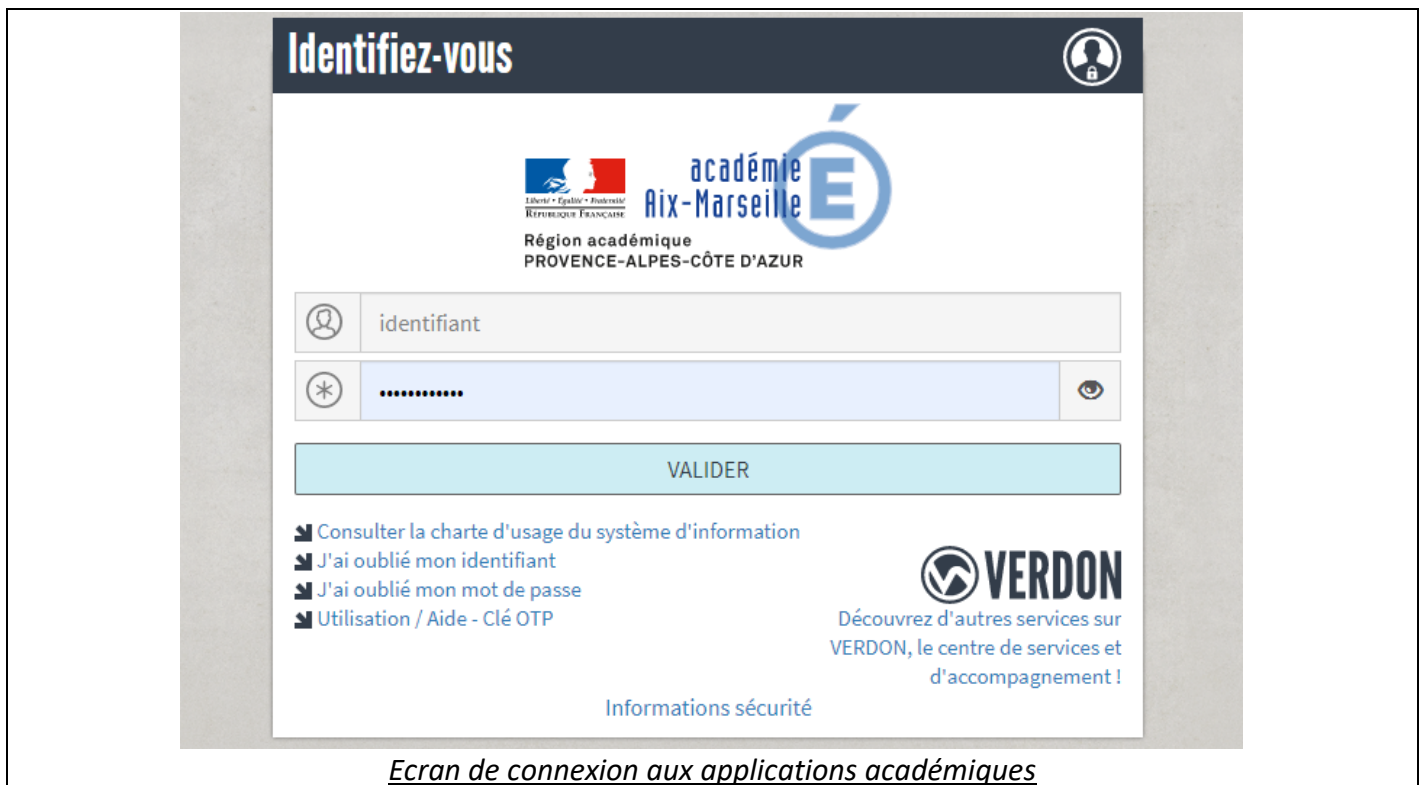 Identifiez-vous
académie
Aix-Marseille
É
Liberté • Égalité • Fraternité
RÉPUBLIQUE FRANÇAISE
Région académique
PROVENCE-ALPES-CÔTE D'AZUR
identifiant
••••••••••••
VALIDER
Consulter la charte d'usage du système d'information
J'ai oublié mon identifiant
J'ai oublié mon mot de passe
Utilisation / Aide - Clé OTP
VERDON
Découvrez d'autres services sur
VERDON, le centre de services et
d'accompagnement !
Informations sécurité
Ecran de connexion aux applications académiques